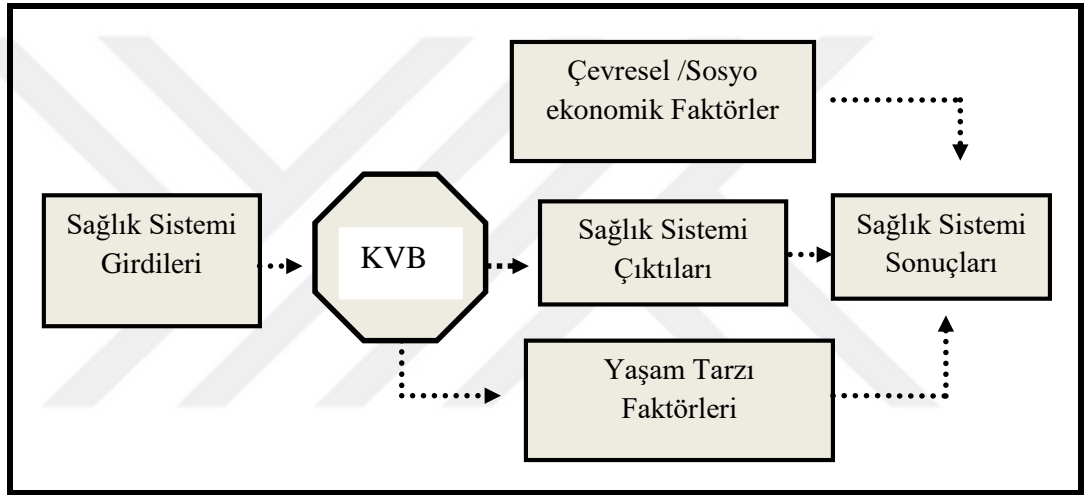 Çevresel /Sosyo
ekonomik Faktörler
Sağlık Sistemi
Girdileri
KVB
Sağlık Sistemi
Çıktıları
Sağlık Sistemi
Sonuçları
Yaşam Tarzı
Faktörleri